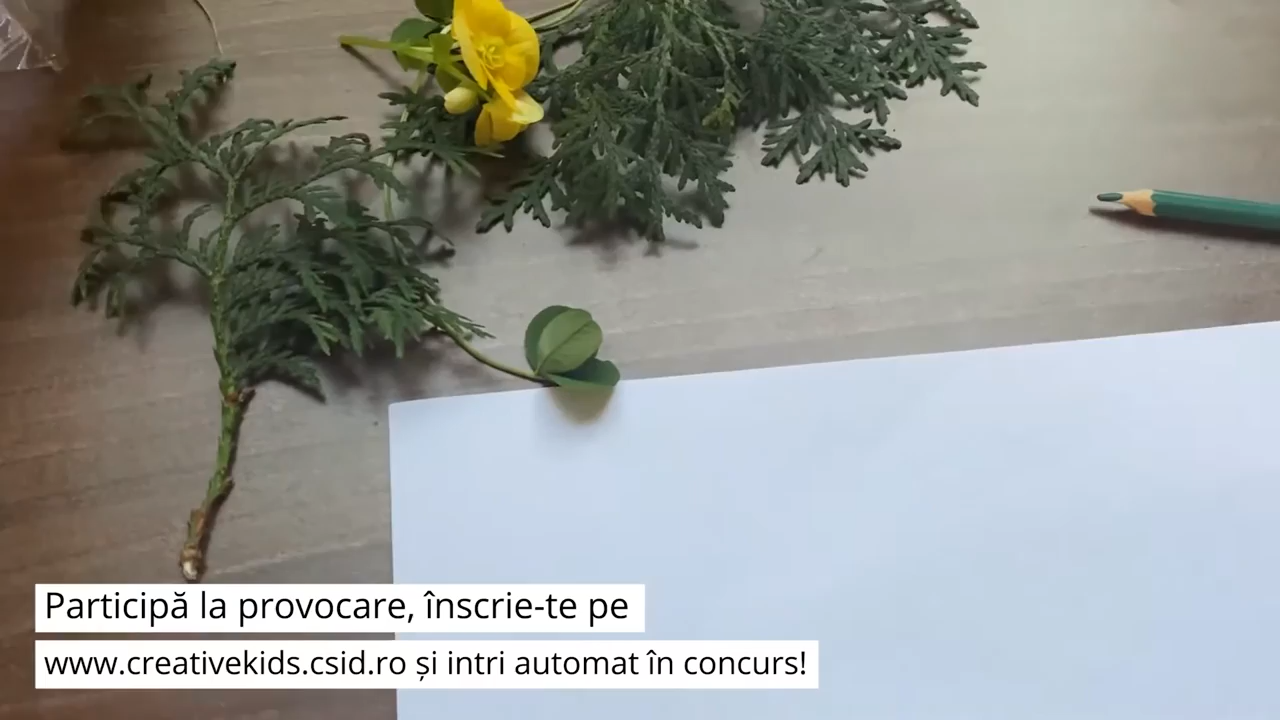 Participă la provocare, înscrie-te pe
www.creativekids.csid.ro și intri automat în concurs!